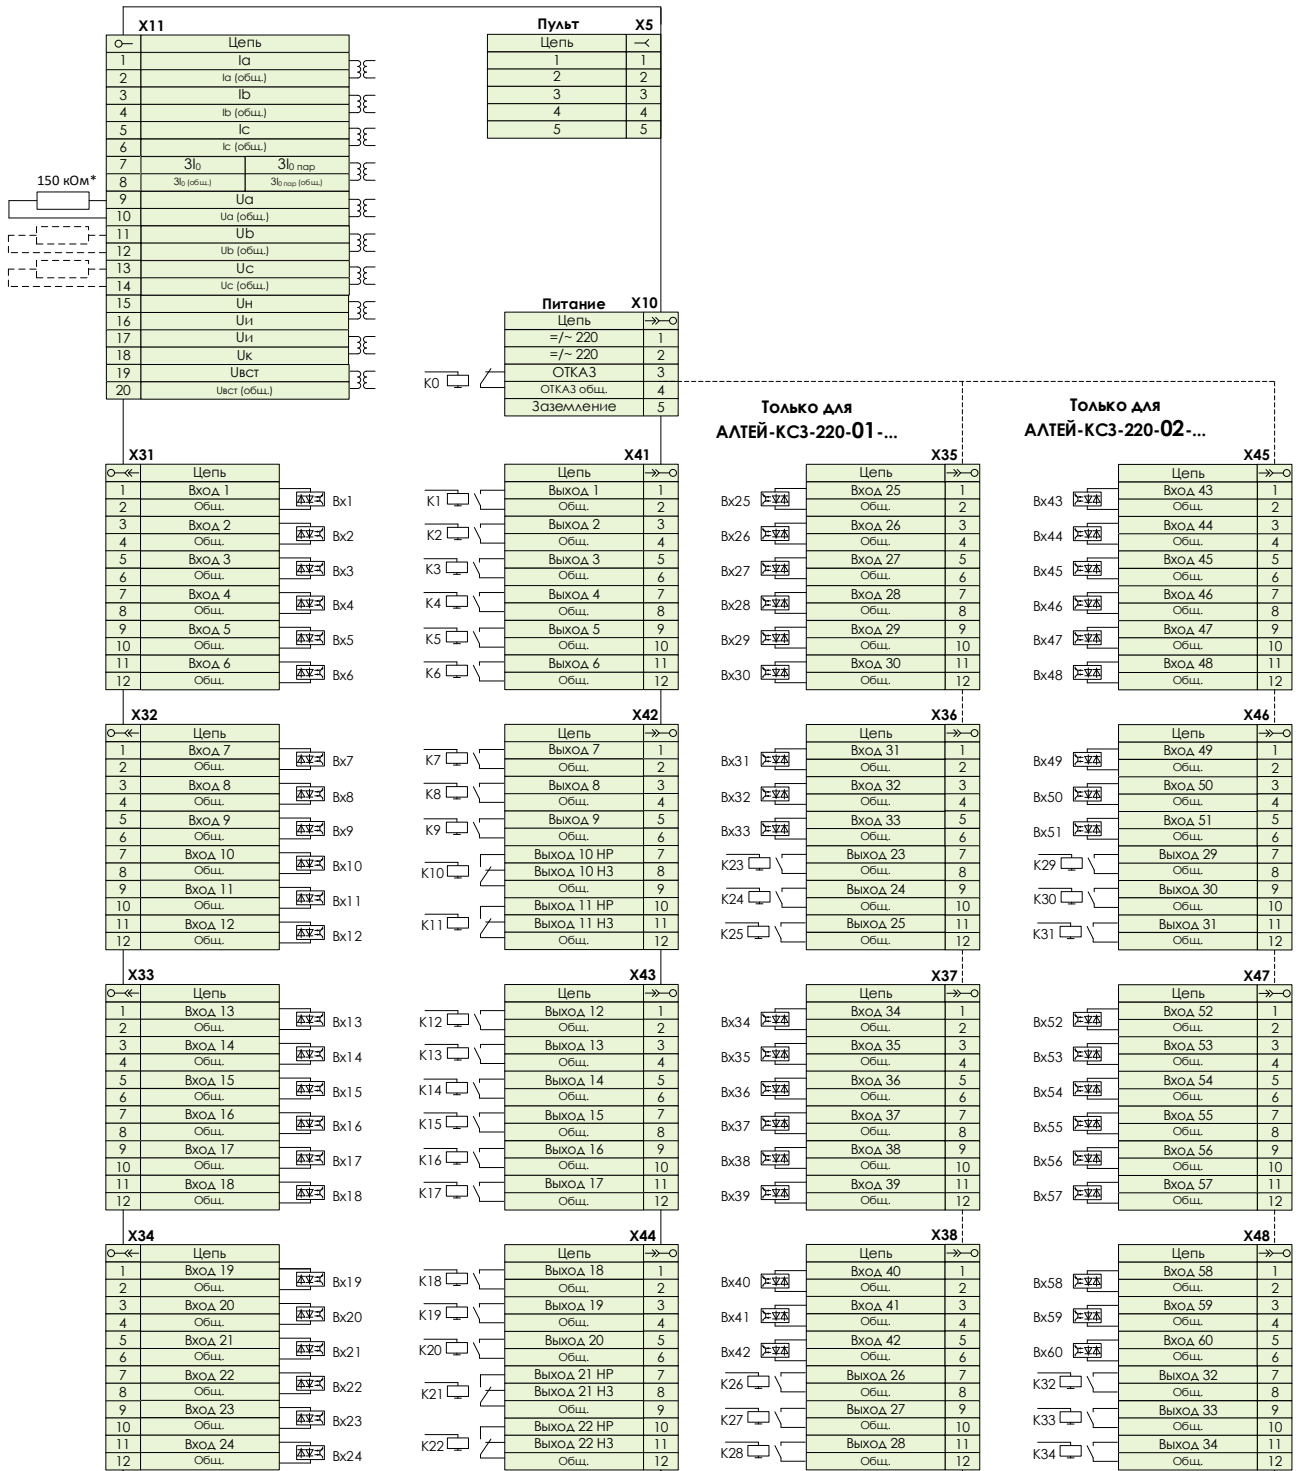 X11
Цепь
1 Ia
2 Ia (общ.)
3 Ib
4 Ib (общ.)
5 Ic
6 Ic (общ.)
7 3I0 3I0 пар
8 3I0 (общ.) 3I0 пар (общ.)
9 Ua
10 Ua (общ.)
11 Ub
12 Ub (общ.)
13 Uc
14 Uc (общ.)
15 Uн
16 Uи
17 Uи
18 Uк
19 Uвст
20 Uвст (общ.)
150 кОм*
Пульт X5
Цепь
1 1
2 2
3 3
4 4
5 5
Питание X10
Цепь
=/~ 220 1
=/~ 220 2
К0 ОТКАЗ 3
ОТКАЗ общ. 4
Заземление 5
Только для
АЛТЕЙ-КСЗ-220-01-...
Только для
АЛТЕЙ-КСЗ-220-02-...
X31
Цепь
1 Вход 1 Вх1
2 Общ.
3 Вход 2 Вх2
4 Общ.
5 Вход 3 Вх3
6 Общ.
7 Вход 4 Вх4
8 Общ.
9 Вход 5 Вх5
10 Общ.
11 Вход 6 Вх6
12 Общ.
X41
Цепь
К1 Выход 1 1
Общ. 2
К2 Выход 2 3
Общ. 4
К3 Выход 3 5
Общ. 6
К4 Выход 4 7
Общ. 8
К5 Выход 5 9
Общ. 10
К6 Выход 6 11
Общ. 12
X35
Цепь
Вх25 Вход 25 1
Общ. 2
Вх26 Вход 26 3
Общ. 4
Вх27 Вход 27 5
Общ. 6
Вх28 Вход 28 7
Общ. 8
Вх29 Вход 29 9
Общ. 10
Вх30 Вход 30 11
Общ. 12
X45
Цепь
Вх43 Вход 43 1
Общ. 2
Вх44 Вход 44 3
Общ. 4
Вх45 Вход 45 5
Общ. 6
Вх46 Вход 46 7
Общ. 8
Вх47 Вход 47 9
Общ. 10
Вх48 Вход 48 11
Общ. 12
X32
Цепь
1 Вход 7 Вх7
2 Общ.
3 Вход 8 Вх8
4 Общ.
5 Вход 9 Вх9
6 Общ.
7 Вход 10 Вх10
8 Общ.
9 Вход 11 Вх11
10 Общ.
11 Вход 12 Вх12
12 Общ.
X42
Цепь
К7 Выход 7 1
Общ. 2
К8 Выход 8 3
Общ. 4
К9 Выход 9 5
Общ. 6
Выход 10 НР 7
К10 Выход 10 НЗ 8
Общ. 9
Выход 11 НР 10
К11 Выход 11 НЗ 11
Общ. 12
X36
Цепь
Вх31 Вход 31 1
Общ. 2
Вх32 Вход 32 3
Общ. 4
Вх33 Вход 33 5
Общ. 6
К23 Выход 23 7
Общ. 8
К24 Выход 24 9
Общ. 10
К25 Выход 25 11
Общ. 12
X46
Цепь
Вх49 Вход 49 1
Общ. 2
Вх50 Вход 50 3
Общ. 4
Вх51 Вход 51 5
Общ. 6
К29 Выход 29 7
Общ. 8
К30 Выход 30 9
Общ. 10
К31 Выход 31 11
Общ. 12
X33
Цепь
1 Вход 13 Вх13
2 Общ.
3 Вход 14 Вх14
4 Общ.
5 Вход 15 Вх15
6 Общ.
7 Вход 16 Вх16
8 Общ.
9 Вход 17 Вх17
10 Общ.
11 Вход 18 Вх18
12 Общ.
X43
Цепь
К12 Выход 12 1
Общ. 2
К13 Выход 13 3
Общ. 4
К14 Выход 14 5
Общ. 6
К15 Выход 15 7
Общ. 8
К16 Выход 16 9
Общ. 10
К17 Выход 17 11
Общ. 12
X37
Цепь
Вх34 Вход 34 1
Общ. 2
Вх35 Вход 35 3
Общ. 4
Вх36 Вход 36 5
Общ. 6
Вх37 Вход 37 7
Общ. 8
Вх38 Вход 38 9
Общ. 10
Вх39 Вход 39 11
Общ. 12
X47
Цепь
Вх52 Вход 52 1
Общ. 2
Вх53 Вход 53 3
Общ. 4
Вх54 Вход 54 5
Общ. 6
Вх55 Вход 55 7
Общ. 8
Вх56 Вход 56 9
Общ. 10
Вх57 Вход 57 11
Общ. 12
X34
Цепь
1 Вход 19 Вх19
2 Общ.
3 Вход 20 Вх20
4 Общ.
5 Вход 21 Вх21
6 Общ.
7 Вход 22 Вх22
8 Общ.
9 Вход 23 Вх23
10 Общ.
11 Вход 24 Вх24
12 Общ.
X44
Цепь
К18 Выход 18 1
Общ. 2
К19 Выход 19 3
Общ. 4
К20 Выход 20 5
Общ. 6
Выход 21 НР 7
К21 Выход 21 НЗ 8
Общ. 9
Выход 22 НР 10
К22 Выход 22 НЗ 11
Общ. 12
X38
Цепь
Вх40 Вход 40 1
Общ. 2
Вх41 Вход 41 3
Общ. 4
Вх42 Вход 42 5
Общ. 6
К26 Выход 26 7
Общ. 8
К27 Выход 27 9
Общ. 10
К28 Выход 28 11
Общ. 12
X48
Цепь
Вх58 Вход 58 1
Общ. 2
Вх59 Вход 59 3
Общ. 4
Вх60 Вход 60 5
Общ. 6
К32 Выход 32 7
Общ. 8
К33 Выход 33 9
Общ. 10
К34 Выход 34 11
Общ. 12